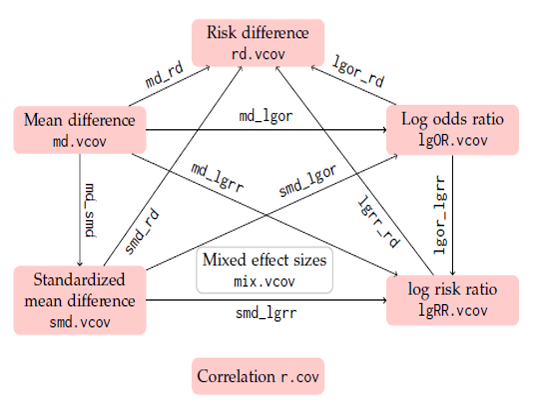 Risk difference
rd.vcov
md_rd
lgor_rd
Mean difference
md.vcov
md_lgor
Log odds ratio
lgOR.vcov
md_smd
smd_rd
md_lgrr
smd_lgor
lgrr_rd
lgor_lgrr
Mixed effect sizes
mix.vcov
Standardized
mean difference
smd.vcov
smd_lgrr
log risk ratio
lgRR.vcov
Correlation r.cov